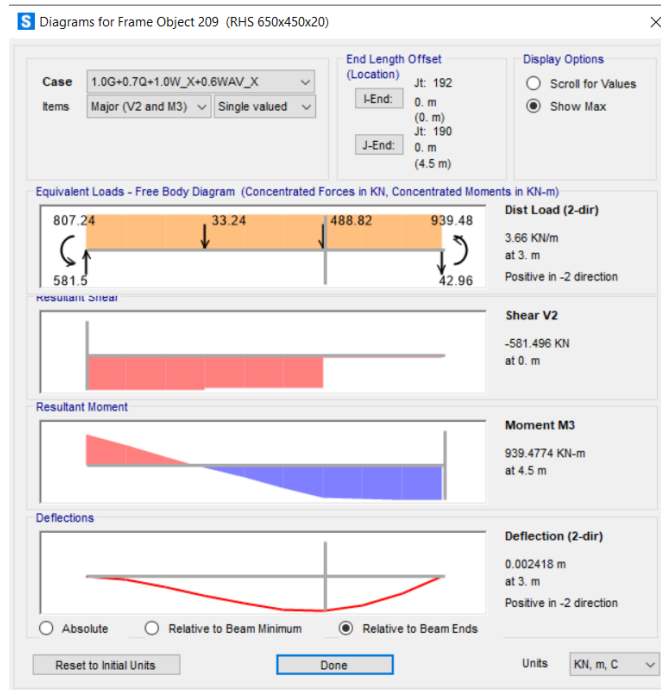 S Diagrams for Frame Object 209 (RHS 650x450x20)
Case 1.0G+0.7Q+1.0W_X+0.6WAV_X
Items Major (V2 and M3) Single valued
End Length Offset
(Location)
Jt: 192
I-End: 0. m
(0. m)
Jt: 190
J-End: 0. m
(4.5 m)
Display Options
Scroll for Values
Show Max
Equivalent Loads - Free Body Diagram (Concentrated Forces in KN, Concentrated Moments in KN-m)
807.24 33.24 488.82 939.48
581.5 42.96
Dist Load (2-dir)
3.66 KN/m
at 3. m
Positive in -2 direction
Resultant Shear
Shear V2
-581.496 KN
at 0. m
Resultant Moment
Moment M3
939.4774 KN-m
at 4.5 m
Deflections
Deflection (2-dir)
0.002418 m
at 3. m
Positive in -2 direction
Absolute Relative to Beam Minimum Relative to Beam Ends
Reset to Initial Units Done Units KN, m, C